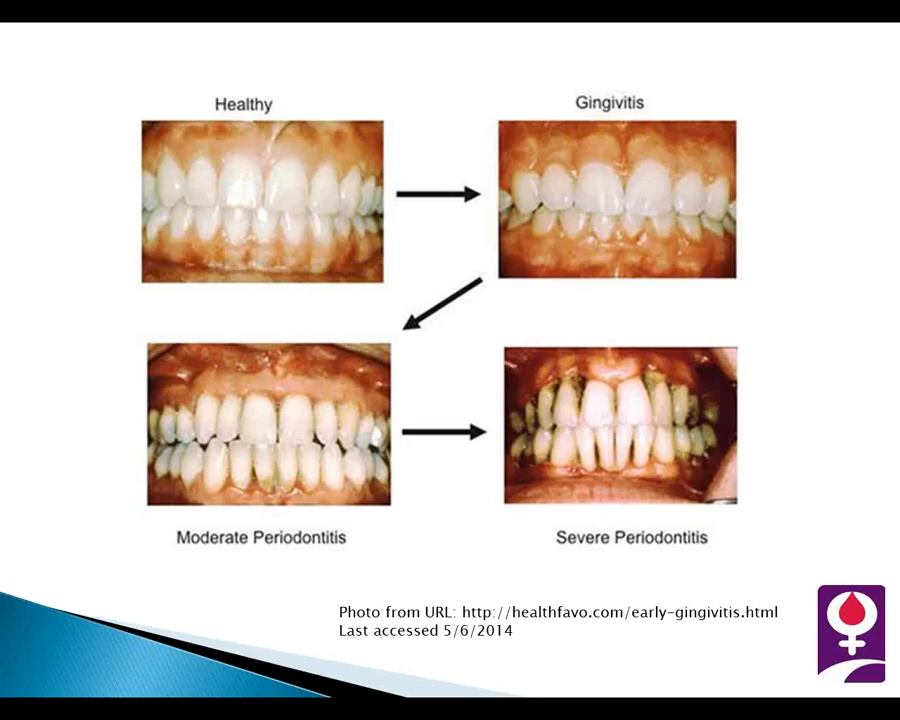 Healthy
Gingivitis
Moderate Periodontitis
Severe Periodontitis
Photo from URL: http://healthfavo.com/early-gingivitis.html
Last accessed 5/6/2014